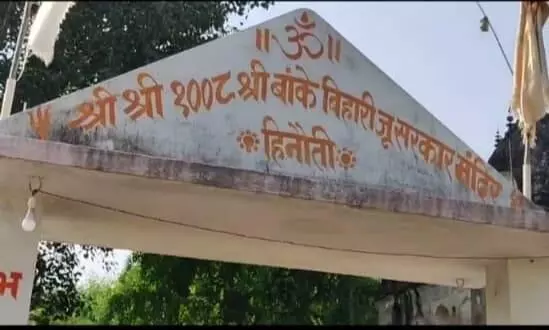 ॥ ॐ ॥
श्री श्री १००८ श्री बांके बिहारी जू सरकार मंदिर
हिनौती
भ